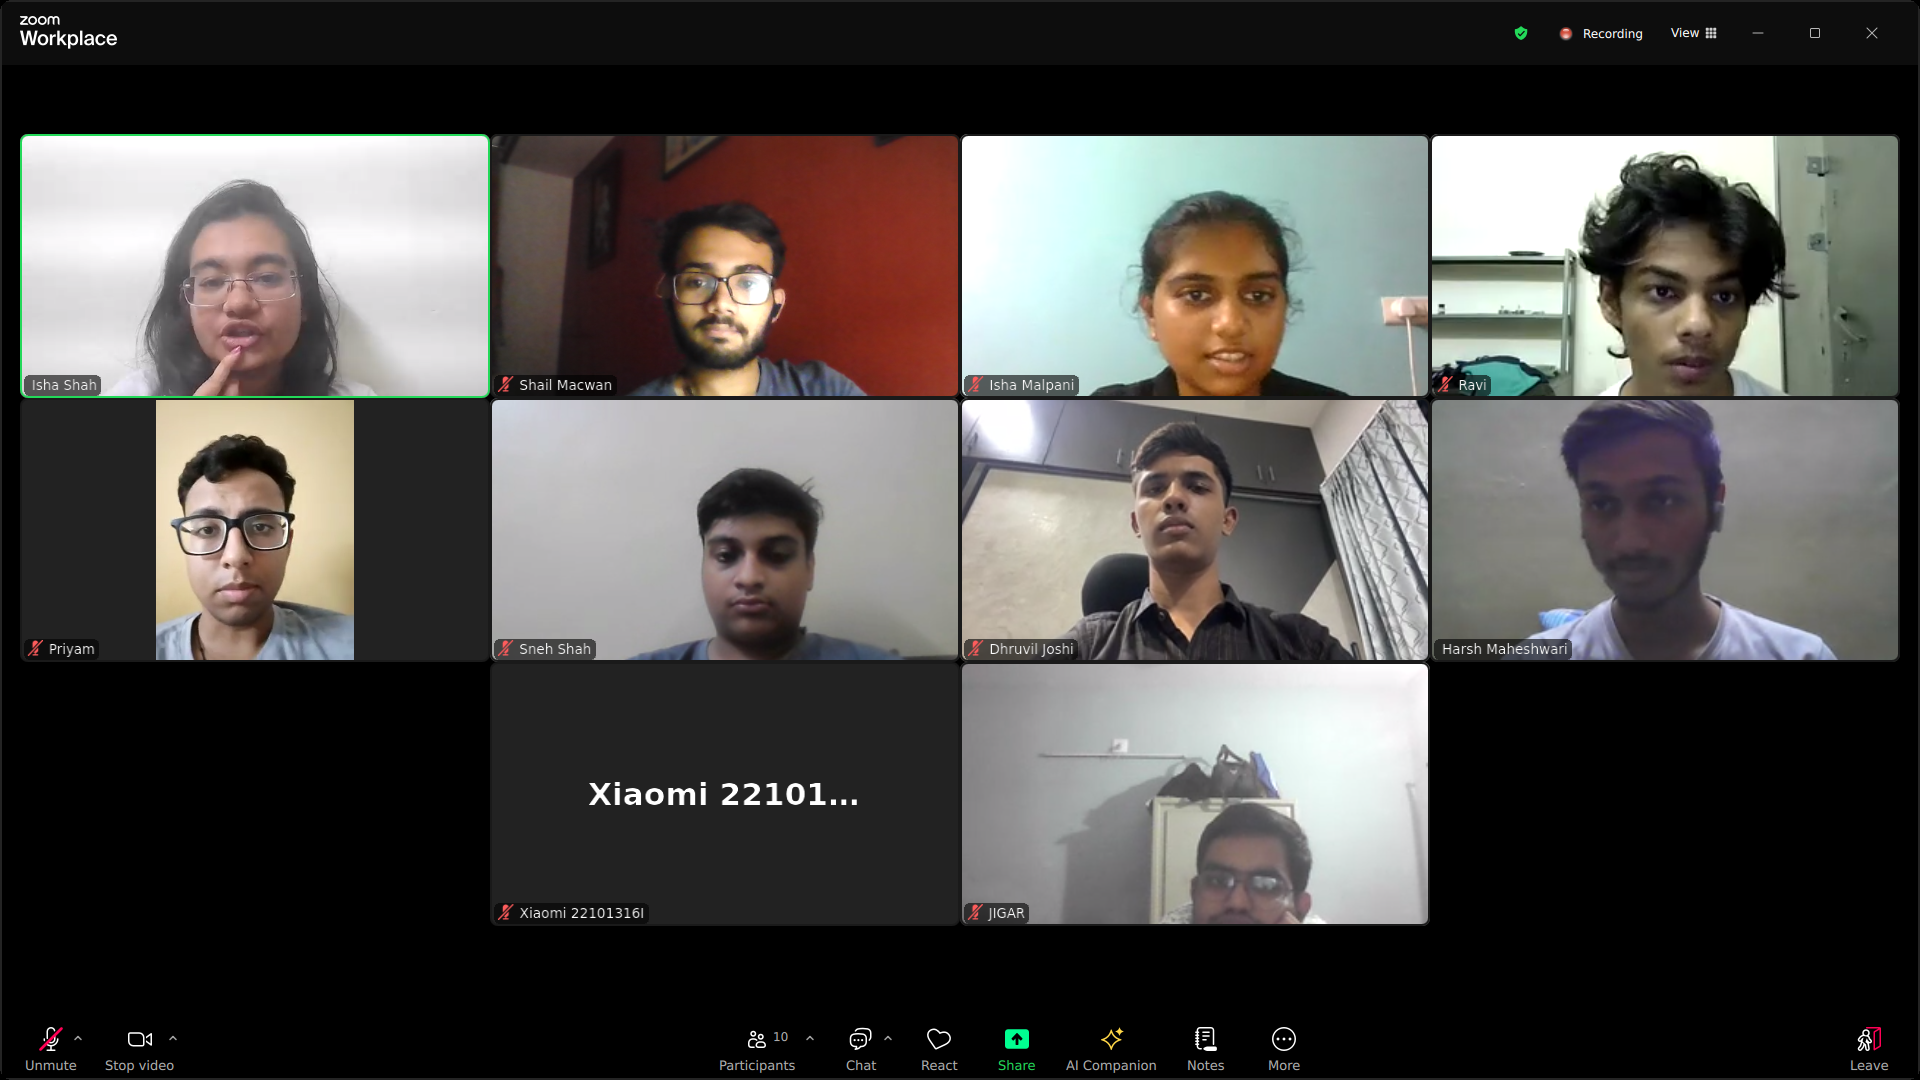 zoom
Workplace
Recording
View
Isha Shah
Shail Macwan
Isha Malpani
Ravi
Priyam
Sneh Shah
Dhruvil Joshi
Harsh Maheshwari
Xiaomi 22101...
Xiaomi 22101316I
JIGAR
Unmute
Stop video
Participants
10
Chat
React
Share
AI Companion
Notes
More
Leave